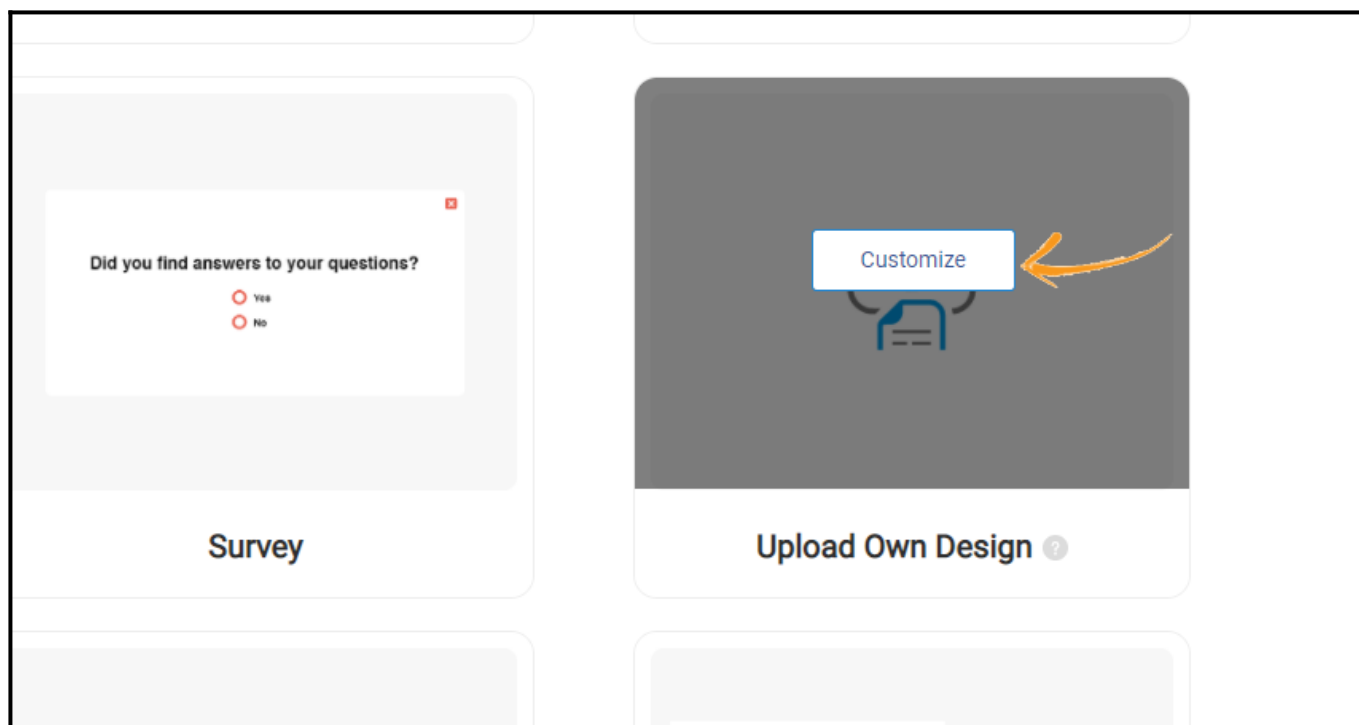 Did you find answers to your questions?
Yes
No
Survey
Customize
Upload Own Design ?